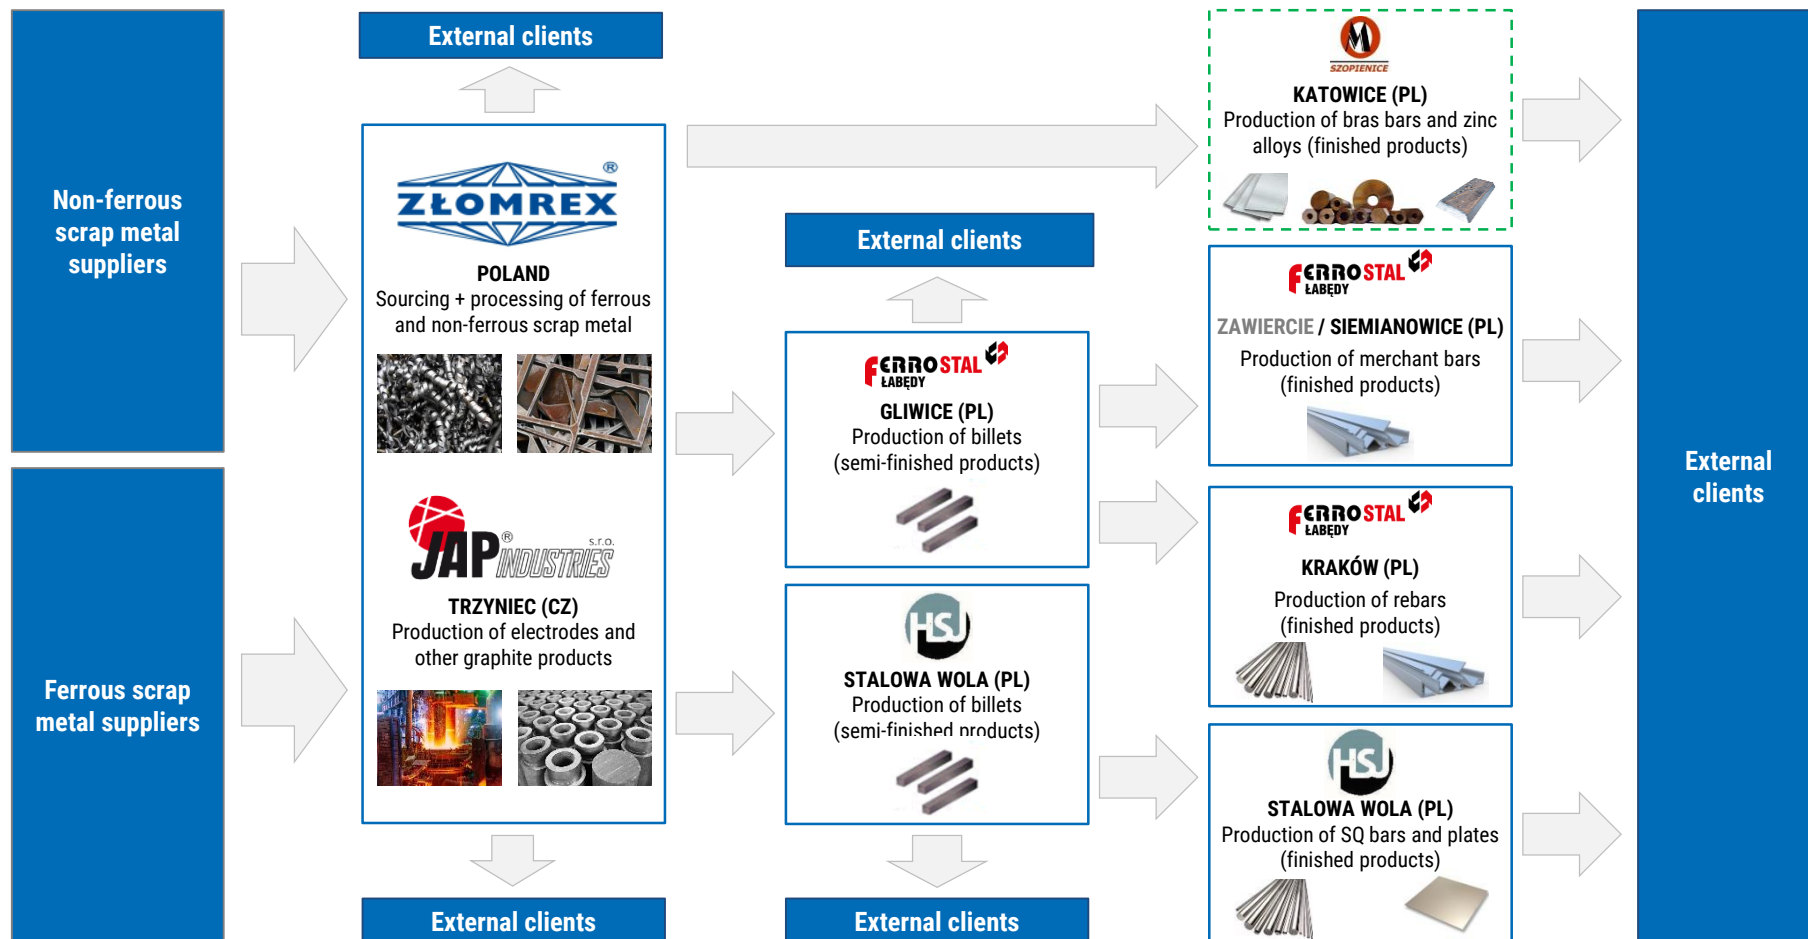 Non-ferrous
scrap metal
suppliers
Ferrous scrap
metal suppliers
External clients
ZŁOMREX®
POLAND
Sourcing + processing of ferrous
and non-ferrous scrap metal
JAP® INDUSTRIES s.r.o.
TRZYNIEC (CZ)
Production of electrodes and
other graphite products
External clients
External clients
FERROSTAL
ŁABĘDY
GLIWICE (PL)
Production of billets
(semi-finished products)
HSJ
STALOWA WOLA (PL)
Production of billets
(semi-finished products)
External clients
M
SZOPIENICE
KATOWICE (PL)
Production of bras bars and zinc
alloys (finished products)
FERROSTAL
ŁABĘDY
ZAWIERCIE / SIEMIANOWICE (PL)
Production of merchant bars
(finished products)
FERROSTAL
ŁABĘDY
KRAKÓW (PL)
Production of rebars
(finished products)
HSJ
STALOWA WOLA (PL)
Production of SQ bars and plates
(finished products)
External
clients